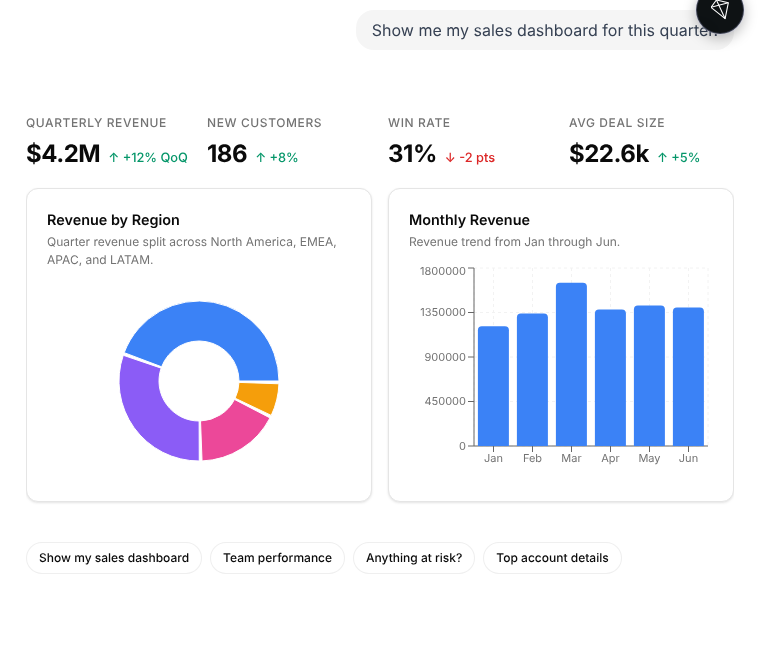 Show me my sales dashboard for this quarter.
QUARTERLY REVENUE
$4.2M ↑ +12% QoQ
NEW CUSTOMERS
186 ↑ +8%
WIN RATE
31% ↓ -2 pts
AVG DEAL SIZE
$22.6k ↑ +5%
Revenue by Region
Quarter revenue split across North America, EMEA,
APAC, and LATAM.
Monthly Revenue
Revenue trend from Jan through Jun.
1800000
1350000
900000
450000
0
Jan Feb Mar Apr May Jun
Show my sales dashboard
Team performance
Anything at risk?
Top account details